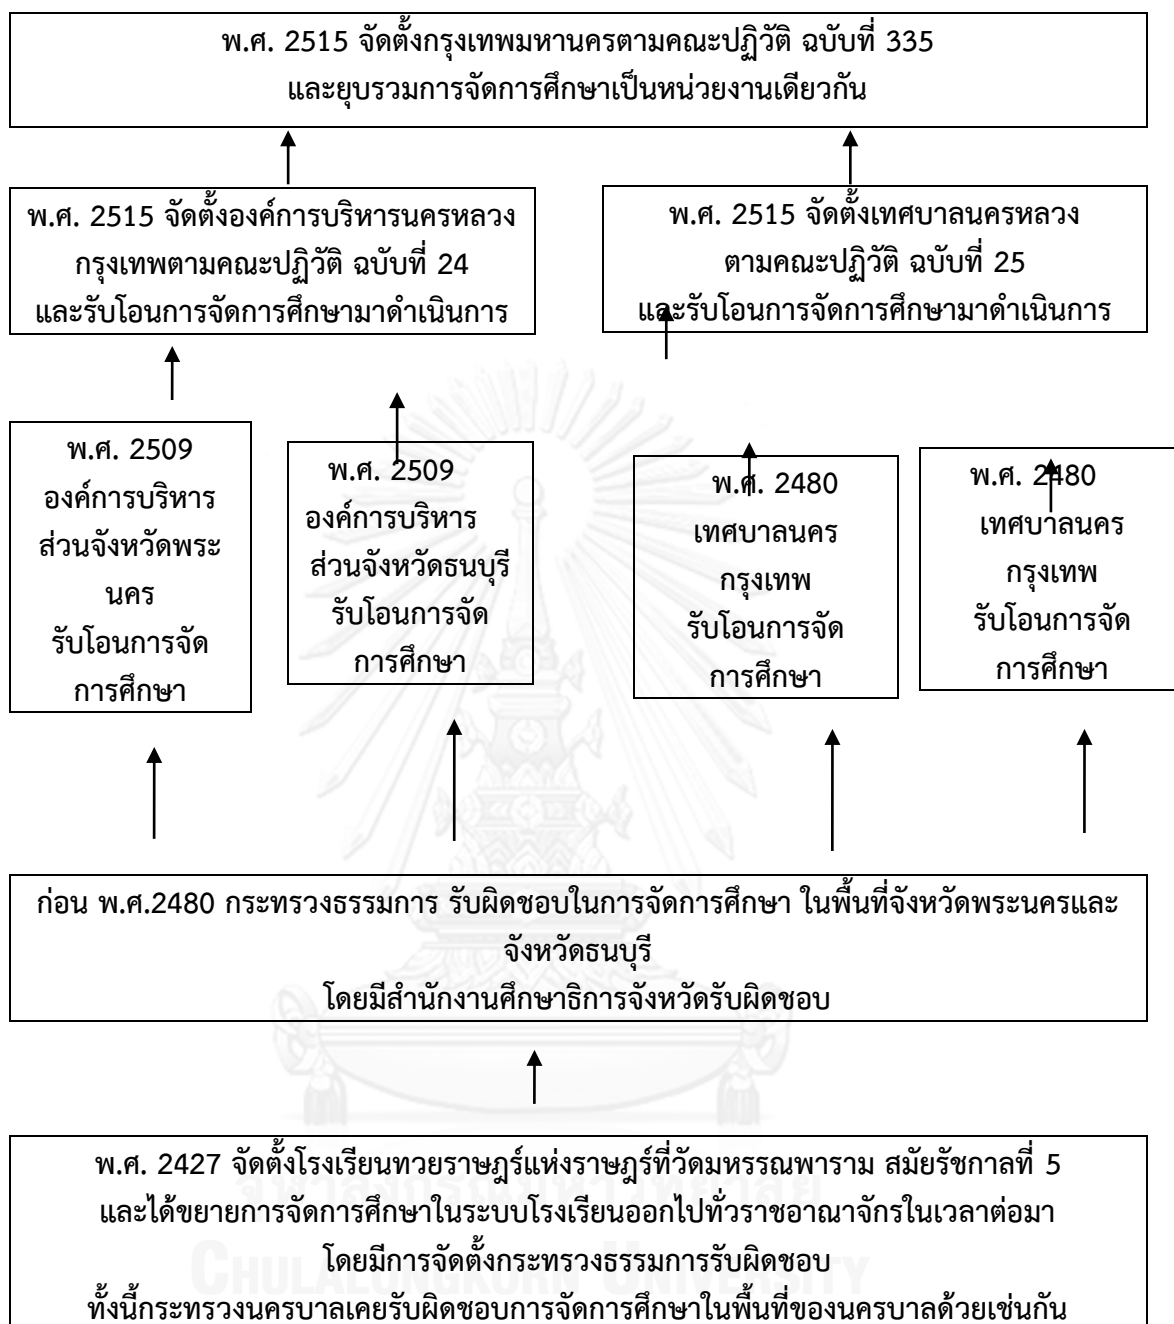 พ.ศ. 2515 จัดตั้งกรุงเทพมหานครตามคณะปฏิวัติ ฉบับที่ 335
และยุบรวมการจัดการศึกษาเป็นหน่วยงานเดียวกัน
พ.ศ. 2515 จัดตั้งองค์การบริหารนครหลวง
กรุงเทพตามคณะปฏิวัติ ฉบับที่ 24
และรับโอนการจัดการศึกษามาดำเนินการ
พ.ศ. 2515 จัดตั้งเทศบาลนครหลวง
ตามคณะปฏิวัติ ฉบับที่ 25
และรับโอนการจัดการศึกษามาดำเนินการ
พ.ศ. 2509
องค์การบริหาร
ส่วนจังหวัดพระ
นคร
รับโอนการจัด
การศึกษา
พ.ศ. 2509
องค์การบริหาร
ส่วนจังหวัดธนบุรี
รับโอนการจัด
การศึกษา
พ.ศ. 2480
เทศบาลนคร
กรุงเทพ
รับโอนการจัด
การศึกษา
พ.ศ. 2480
เทศบาลนคร
กรุงเทพ
รับโอนการจัด
การศึกษา
ก่อน พ.ศ.2480 กระทรวงธรรมการ รับผิดชอบในการจัดการศึกษา ในพื้นที่จังหวัดพระนครและ
จังหวัดธนบุรี
โดยมีสำนักงานศึกษาธิการจังหวัดรับผิดชอบ
พ.ศ. 2427 จัดตั้งโรงเรียนทวยราษฎร์แห่งราษฎร์ที่วัดมหรรณพาราม สมัยรัชกาลที่ 5
และได้ขยายการจัดการศึกษาในระบบโรงเรียนออกไปทั่วราชอาณาจักรในเวลาต่อมา
โดยมีการจัดตั้งกระทรวงธรรมการรับผิดชอบ
ทั้งนี้กระทรวงนครบาลเคยรับผิดชอบการจัดการศึกษาในพื้นที่ของนครบาลด้วยเช่นกัน
จุฬาลงกรณ์มหาวิทยาลัย
CHULALONGKORN UNIVERSITY